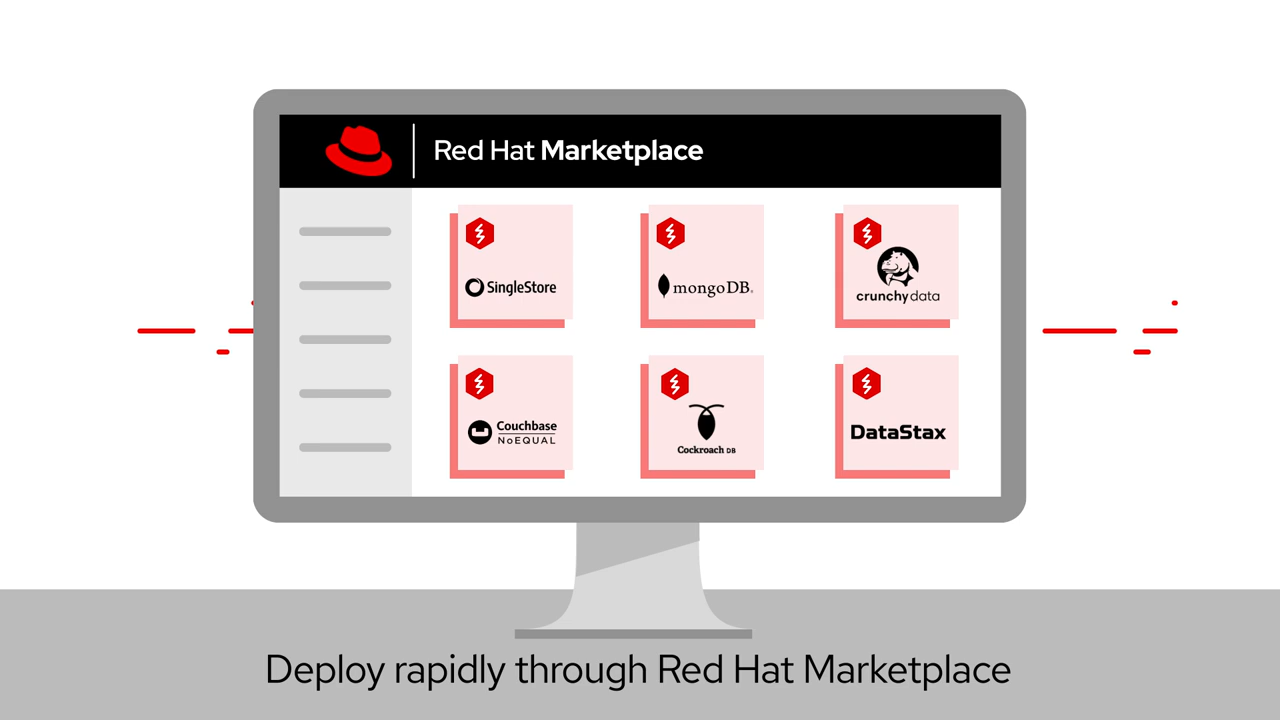 Red Hat Marketplace
SingleStore
mongoDB.
crunchy data
Couchbase
NoEQUAL
Cockroach DB
DataStax
Deploy rapidly through Red Hat Marketplace